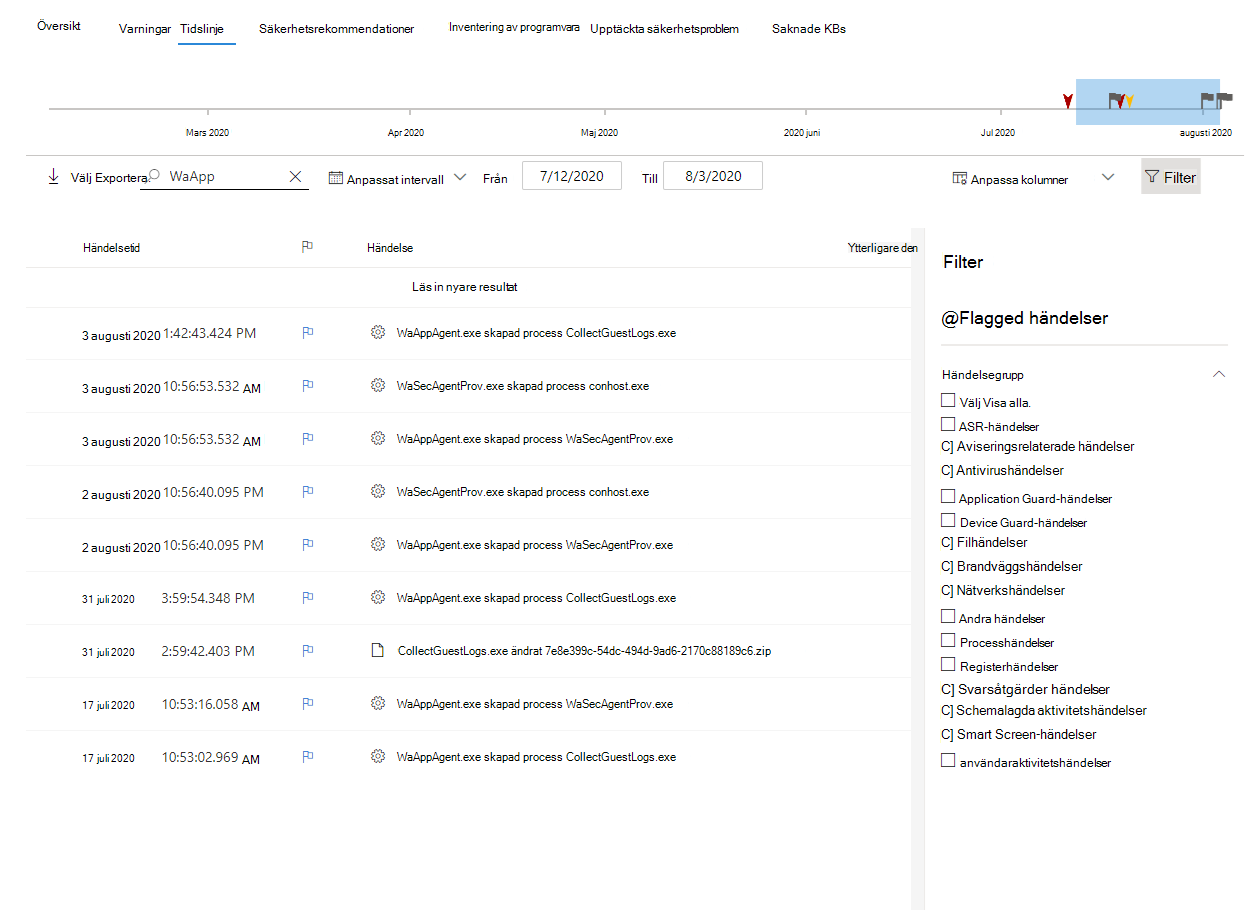 Översikt Varningar Tidslinje Säkerhetsrekommendationer Inventering av programvara Upptäckta säkerhetsproblem Saknade KBs
Mars 2020 Apr 2020 Maj 2020 2020 juni Jul 2020 augusti 2020
Välj Exportera. WaApp Anpassat intervall Från 7/12/2020 Till 8/3/2020 Anpassa kolumner Filter
Händelsetid Händelse Ytterligare den
Läs in nyare resultat
3 augusti 2020 1:42:43.424 PM WaAppAgent.exe skapad process CollectGuestLogs.exe
3 augusti 2020 10:56:53.532 AM WaSecAgentProv.exe skapad process conhost.exe
3 augusti 2020 10:56:53.532 AM WaAppAgent.exe skapad process WaSecAgentProv.exe
2 augusti 2020 10:56:40.095 PM WaSecAgentProv.exe skapad process conhost.exe
2 augusti 2020 10:56:40.095 PM WaAppAgent.exe skapad process WaSecAgentProv.exe
31 juli 2020 3:59:54.348 PM WaAppAgent.exe skapad process CollectGuestLogs.exe
31 juli 2020 2:59:42.403 PM CollectGuestLogs.exe ändrat 7e8e399c-54dc-494d-9ad6-2170c88189c6.zip
17 juli 2020 10:53:16.058 AM WaAppAgent.exe skapad process WaSecAgentProv.exe
17 juli 2020 10:53:02.969 AM WaAppAgent.exe skapad process CollectGuestLogs.exe
Filter
@Flagged händelser
Händelsegrupp
Välj Visa alla.
ASR-händelser
C] Aviseringsrelaterade händelser
C] Antivirushändelser
Application Guard-händelser
Device Guard-händelser
C] Filhändelser
C] Brandväggshändelser
C] Nätverkshändelser
Andra händelser
Processhändelser
Registerhändelser
C] Svarsåtgärder händelser
C] Schemalagda aktivitetshändelser
C] Smart Screen-händelser
användaraktivitetshändelser